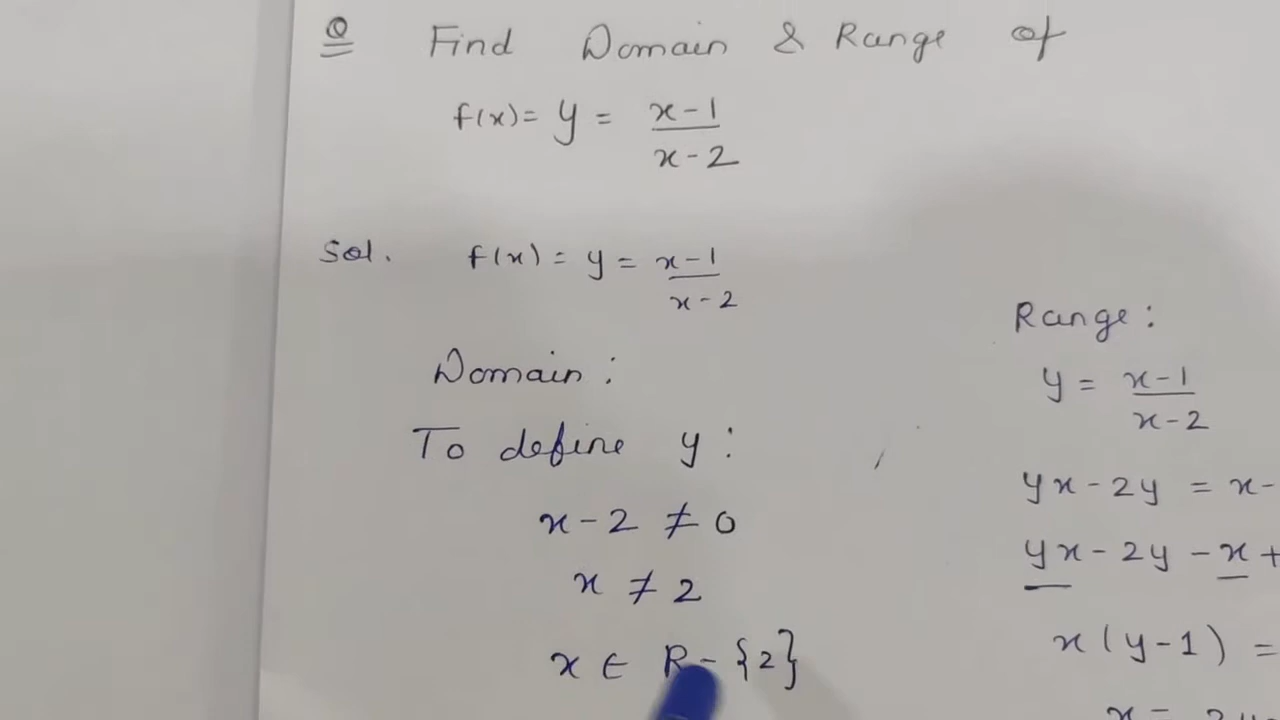 Q Find Domain & Range of
f(x) = y = x-1 / x-2
Sol. f(x) = y = x-1 / x-2
Domain :
To define y :
x - 2 ≠ 0
x ≠ 2
x ∈ R - {2}
Range :
y = x-1 / x-2
yx - 2y = x-
yx - 2y - x +
x(y-1) =
x =